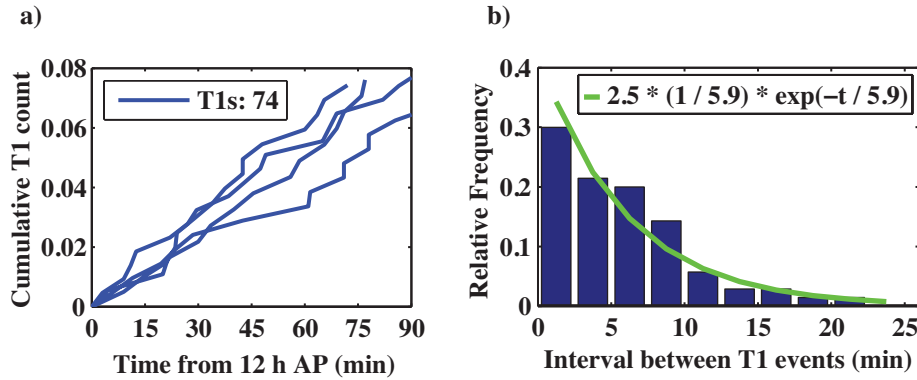 a)
Cumulative T1 count
0.08
0.06
0.04
0.02
0
T1s: 74
0 15 30 45 60 75 90
Time from 12 h AP (min)
b)
Relative Frequency
0.4
0.3
0.2
0.1
0
2.5 * (1 / 5.9) * exp(−t / 5.9)
0 5 10 15 20 25
Interval between T1 events (min)